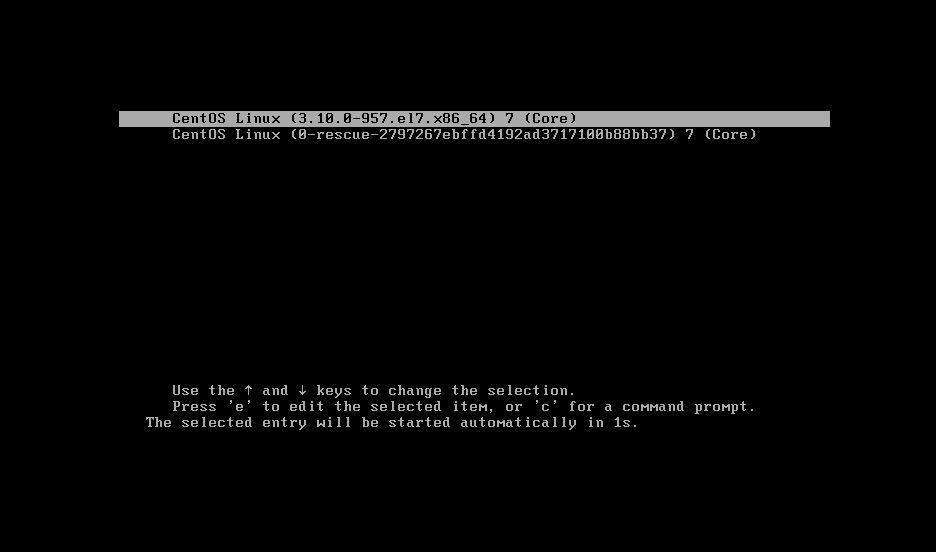 CentOS Linux (3.10.0-957.el7.x86_64) 7 (Core)
CentOS Linux (0-rescue-2797267ebffd4192ad3717100b88bb37) 7 (Core)
Use the ↑ and ↓ keys to change the selection.
Press 'e' to edit the selected item, or 'c' for a command prompt.
The selected entry will be started automatically in 1s.